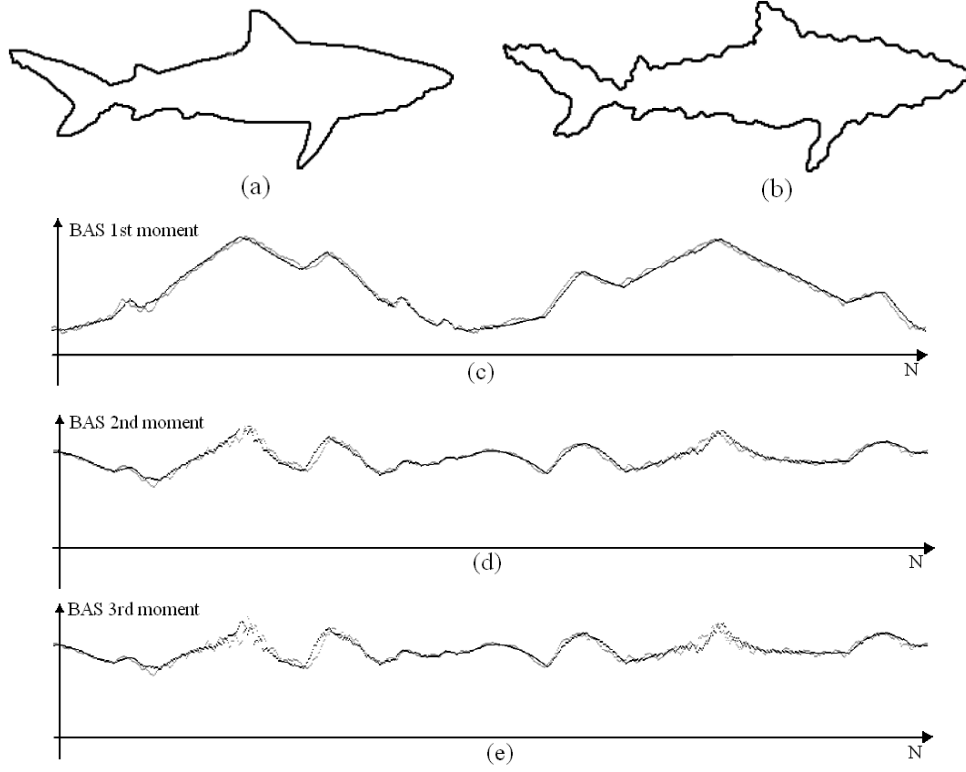 (a)
(b)
BAS 1st moment
N
(c)
BAS 2nd moment
N
(d)
BAS 3rd moment
N
(e)